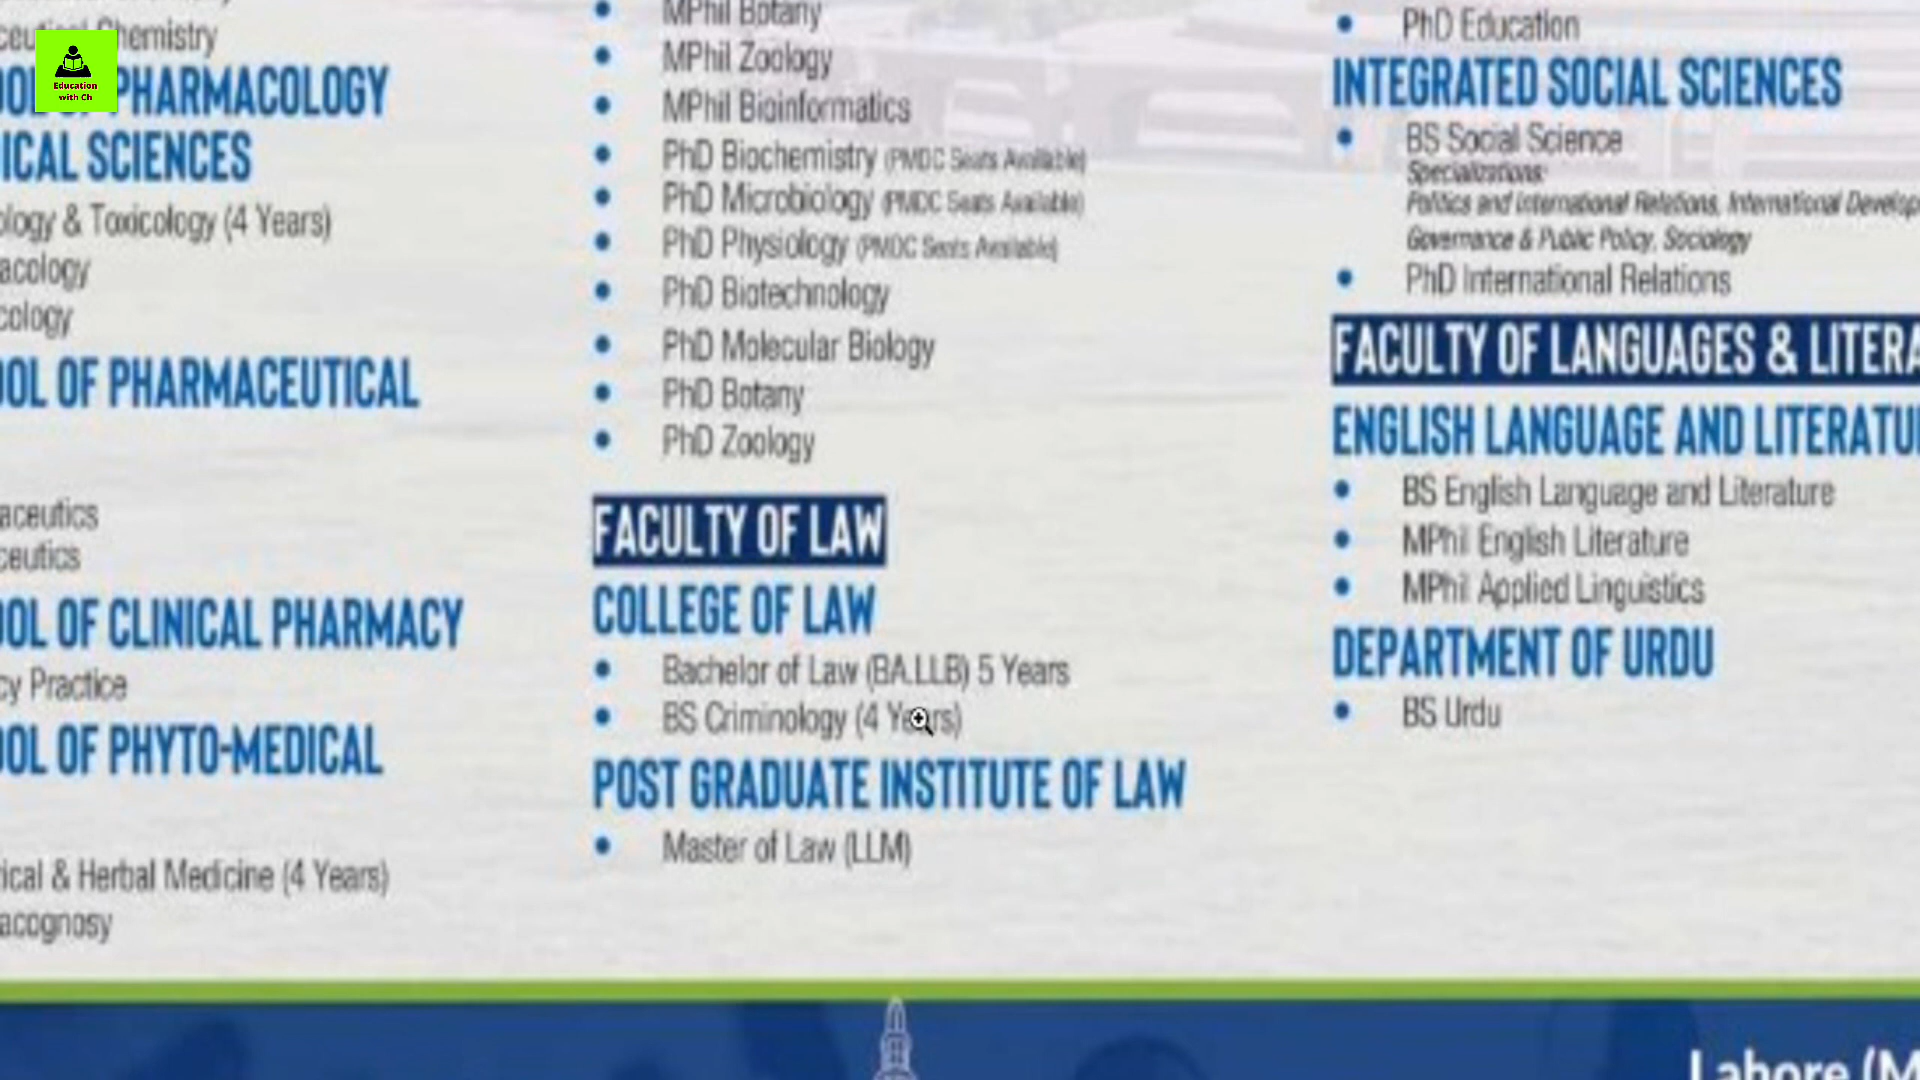 Education
with Ch
Chemistry
PHARMACOLOGY
ICAL SCIENCES
ology & Toxicology (4 Years)
acology
cology
OOL OF PHARMACEUTICAL
aceutics
ceutics
OOL OF CLINICAL PHARMACY
cy Practice
OOL OF PHYTO-MEDICAL
ical & Herbal Medicine (4 Years)
acognosy
MPhil Botany
MPhil Zoology
MPhil Bioinformatics
PhD Biochemistry (PMDC Seats Available)
PhD Microbiology (PMDC Seats Available)
PhD Physiology (PMDC Seats Available)
PhD Biotechnology
PhD Molecular Biology
PhD Botany
PhD Zoology
FACULTY OF LAW
COLLEGE OF LAW
Bachelor of Law (BA.LLB) 5 Years
BS Criminology (4 Years)
POST GRADUATE INSTITUTE OF LAW
Master of Law (LLM)
PhD Education
INTEGRATED SOCIAL SCIENCES
BS Social Science
Specializations:
Politics and International Relations, International Develop
Governance & Public Policy, Sociology
PhD International Relations
FACULTY OF LANGUAGES & LITERA
ENGLISH LANGUAGE AND LITERATU
BS English Language and Literature
MPhil English Literature
MPhil Applied Linguistics
DEPARTMENT OF URDU
BS Urdu
Lahore (M